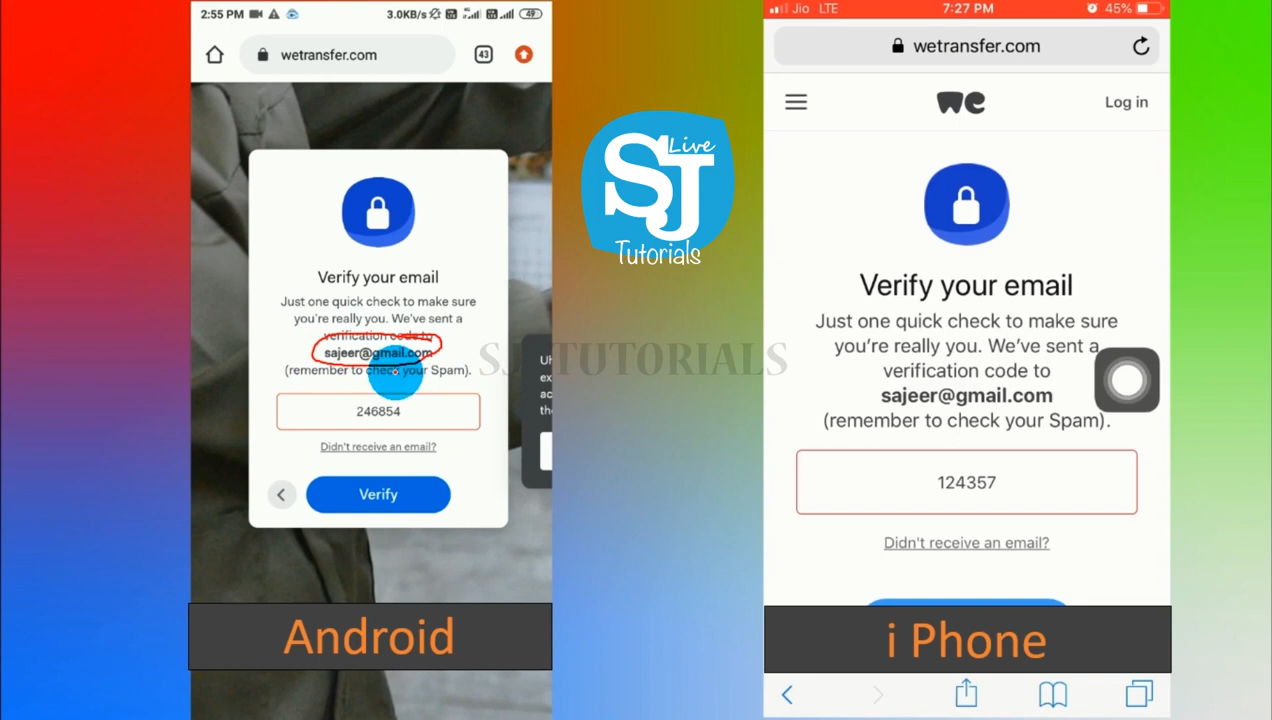 2:55 PM
3.0KB/s
49
wetransfer.com
43
Verify your email
Just one quick check to make sure
you're really you. We've sent a
verification code to
sajeer@gmail.com
(remember to check your Spam).
246854
Didn't receive an email?
Verify
Android
Live
SJ
Tutorials
SJ TUTORIALS
Jio LTE
7:27 PM
45%
wetransfer.com
we
Log in
Verify your email
Just one quick check to make sure
you’re really you. We’ve sent a
verification code to
sajeer@gmail.com
(remember to check your Spam).
124357
Didn't receive an email?
i Phone